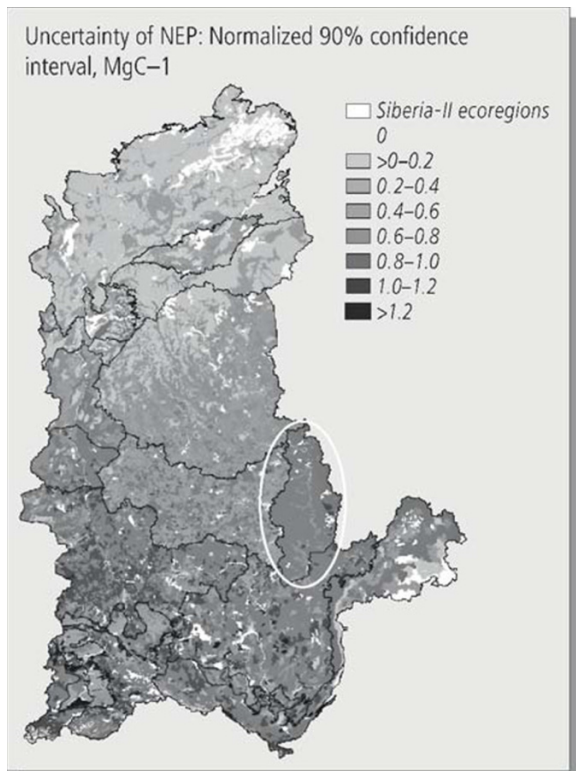 Uncertainty of NEP: Normalized 90% confidence
interval, MgC–1
Siberia-II ecoregions
0
>0–0.2
0.2–0.4
0.4–0.6
0.6–0.8
0.8–1.0
1.0–1.2
>1.2